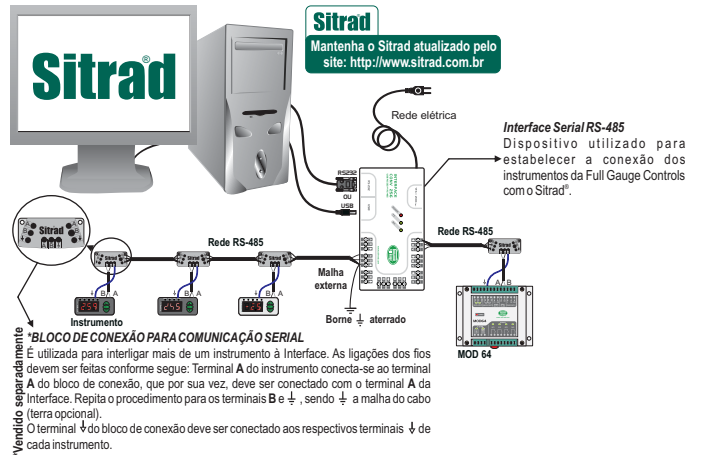 Sitrad®
Sitrad
Mantenha o Sitrad atualizado pelo
site: http://www.sitrad.com.br
Rede elétrica
Interface Serial RS-485
Dispositivo utilizado para
estabelecer a conexão dos
instrumentos da Full Gauge Controls
com o Sitrad®.
RS232
OU
USB
INTERFACE
A
B
Sitrad
A
B
Rede RS-485
Rede RS-485
Sitrad
Sitrad
Sitrad
Sitrad
Malha
externa
Borne ⏚ aterrado
B A
B A
B A
A B
Instrumento
MOD 64
*Vendido separadamente
*BLOCO DE CONEXÃO PARA COMUNICAÇÃO SERIAL
É utilizada para interligar mais de um instrumento à Interface. As ligações dos fios
devem ser feitas conforme segue: Terminal A do instrumento conecta-se ao terminal
A do bloco de conexão, que por sua vez, deve ser conectado com o terminal A da
Interface. Repita o procedimento para os terminais B e ⏚ , sendo ⏚ a malha do cabo
(terra opcional).
O terminal ⏚ do bloco de conexão deve ser conectado aos respectivos terminais ⏚ de
cada instrumento.